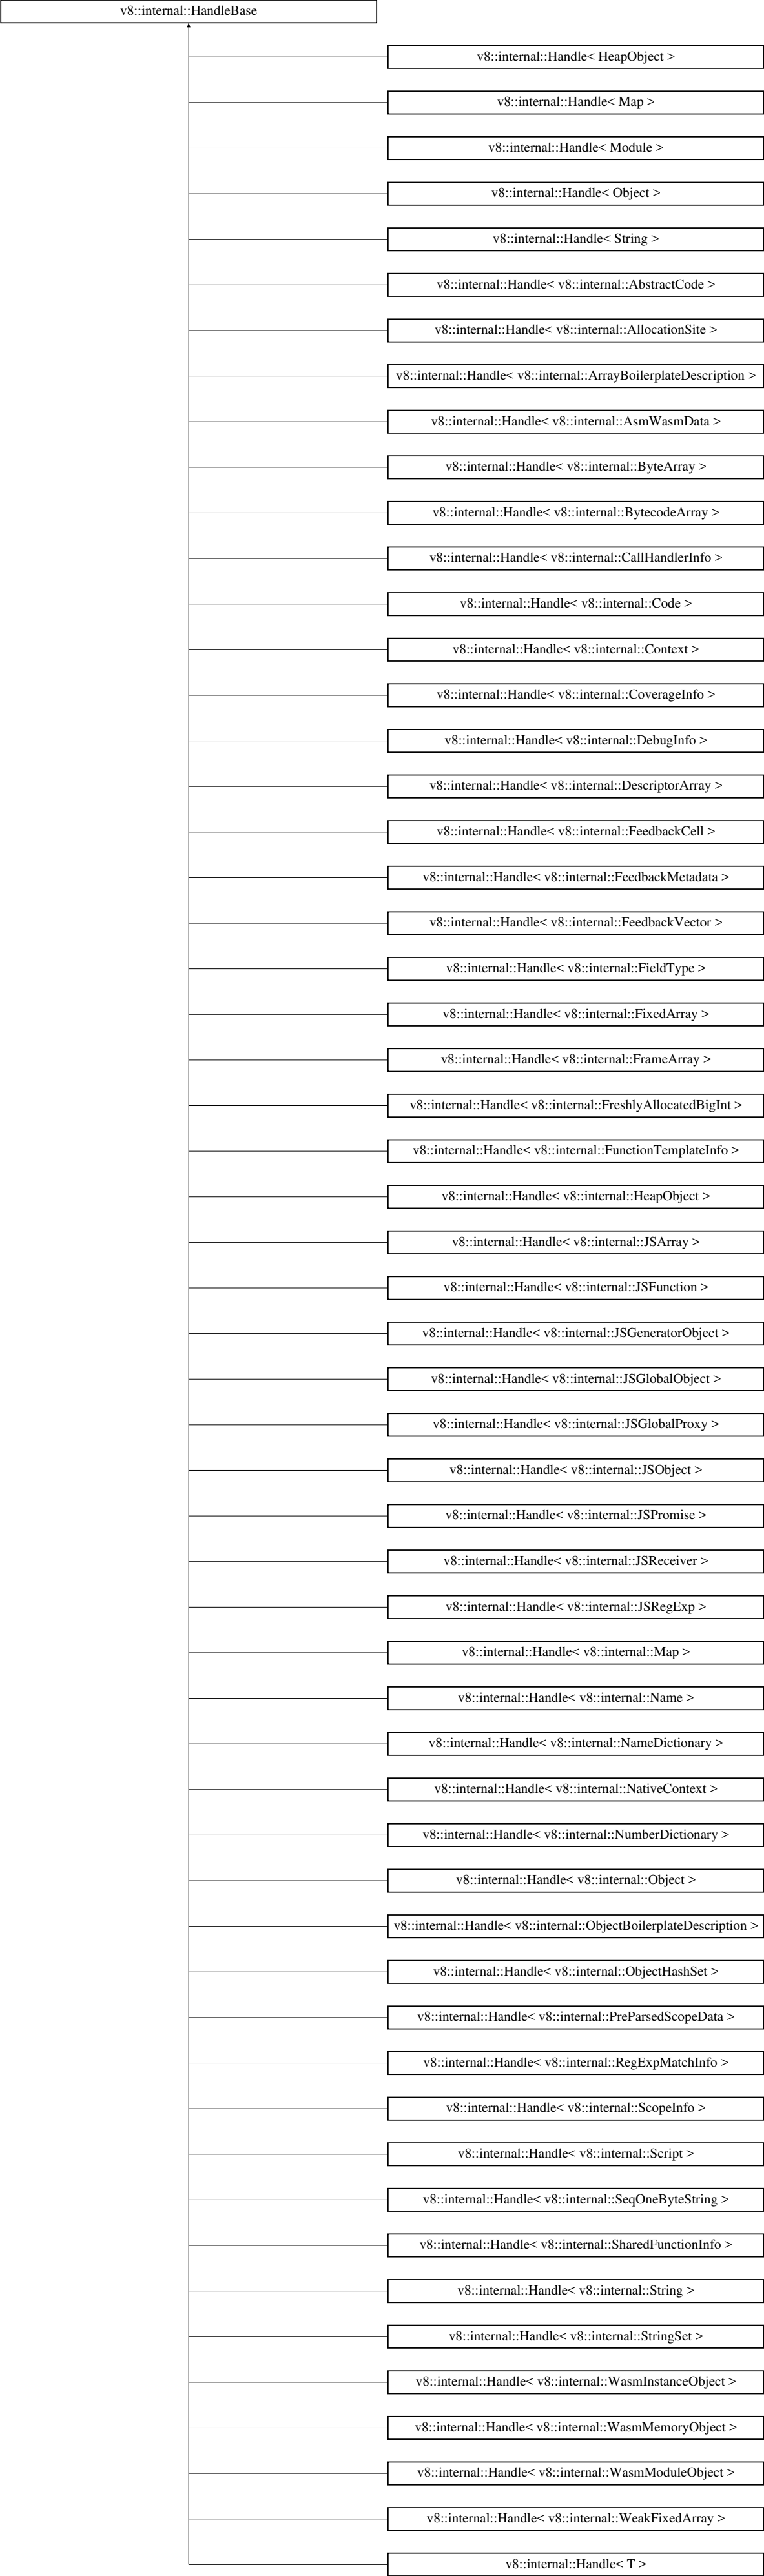 v8::internal::HandleBase
v8::internal::Handle< HeapObject >
v8::internal::Handle< Map >
v8::internal::Handle< Module >
v8::internal::Handle< Object >
v8::internal::Handle< String >
v8::internal::Handle< v8::internal::AbstractCode >
v8::internal::Handle< v8::internal::AllocationSite >
v8::internal::Handle< v8::internal::ArrayBoilerplateDescription >
v8::internal::Handle< v8::internal::AsmWasmData >
v8::internal::Handle< v8::internal::ByteArray >
v8::internal::Handle< v8::internal::BytecodeArray >
v8::internal::Handle< v8::internal::CallHandlerInfo >
v8::internal::Handle< v8::internal::Code >
v8::internal::Handle< v8::internal::Context >
v8::internal::Handle< v8::internal::CoverageInfo >
v8::internal::Handle< v8::internal::DebugInfo >
v8::internal::Handle< v8::internal::DescriptorArray >
v8::internal::Handle< v8::internal::FeedbackCell >
v8::internal::Handle< v8::internal::FeedbackMetadata >
v8::internal::Handle< v8::internal::FeedbackVector >
v8::internal::Handle< v8::internal::FieldType >
v8::internal::Handle< v8::internal::FixedArray >
v8::internal::Handle< v8::internal::FrameArray >
v8::internal::Handle< v8::internal::FreshlyAllocatedBigInt >
v8::internal::Handle< v8::internal::FunctionTemplateInfo >
v8::internal::Handle< v8::internal::HeapObject >
v8::internal::Handle< v8::internal::JSArray >
v8::internal::Handle< v8::internal::JSFunction >
v8::internal::Handle< v8::internal::JSGeneratorObject >
v8::internal::Handle< v8::internal::JSGlobalObject >
v8::internal::Handle< v8::internal::JSGlobalProxy >
v8::internal::Handle< v8::internal::JSObject >
v8::internal::Handle< v8::internal::JSPromise >
v8::internal::Handle< v8::internal::JSReceiver >
v8::internal::Handle< v8::internal::JSRegExp >
v8::internal::Handle< v8::internal::Map >
v8::internal::Handle< v8::internal::Name >
v8::internal::Handle< v8::internal::NameDictionary >
v8::internal::Handle< v8::internal::NativeContext >
v8::internal::Handle< v8::internal::NumberDictionary >
v8::internal::Handle< v8::internal::Object >
v8::internal::Handle< v8::internal::ObjectBoilerplateDescription >
v8::internal::Handle< v8::internal::ObjectHashSet >
v8::internal::Handle< v8::internal::PreParsedScopeData >
v8::internal::Handle< v8::internal::RegExpMatchInfo >
v8::internal::Handle< v8::internal::ScopeInfo >
v8::internal::Handle< v8::internal::Script >
v8::internal::Handle< v8::internal::SeqOneByteString >
v8::internal::Handle< v8::internal::SharedFunctionInfo >
v8::internal::Handle< v8::internal::String >
v8::internal::Handle< v8::internal::StringSet >
v8::internal::Handle< v8::internal::WasmInstanceObject >
v8::internal::Handle< v8::internal::WasmMemoryObject >
v8::internal::Handle< v8::internal::WasmModuleObject >
v8::internal::Handle< v8::internal::WeakFixedArray >
v8::internal::Handle< T >